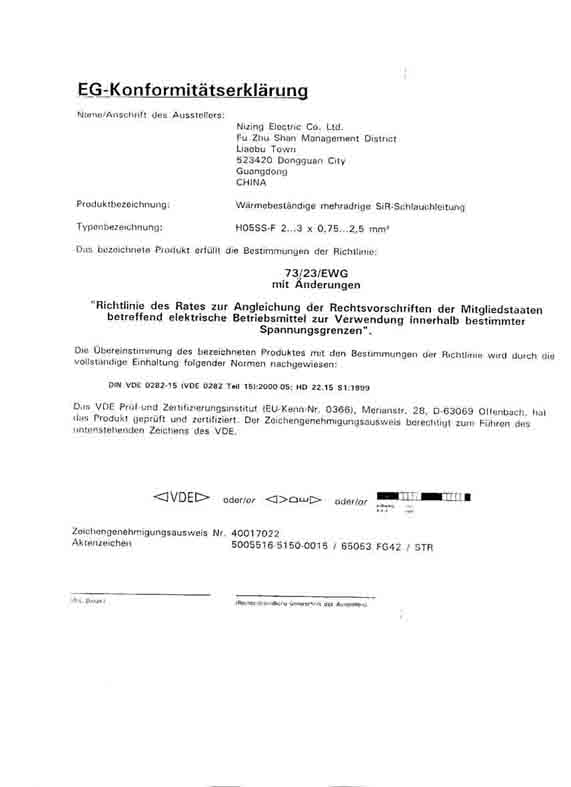 EG-Konformitätserklärung
Name/Anschrift des Ausstellers:
Nizing Electric Co. Ltd.
Fu Zhu Shan Management District
Liaobu Town
523420 Dongguan City
Guangdong
CHINA
Produktbezeichnung:
Wärmebeständige mehradrige SiR-Schlauchleitung
Typenbezeichnung:
H05SS-F 2...3 x 0,75...2,5 mm²
Das bezeichnete Produkt erfüllt die Bestimmungen der Richtlinie:
73/23/EWG
mit Änderungen
"Richtlinie des Rates zur Angleichung der Rechtsvorschriften der Mitgliedstaaten
betreffend elektrische Betriebsmittel zur Verwendung innerhalb bestimmter
Spannungsgrenzen".
Die Übereinstimmung des bezeichneten Produktes mit den Bestimmungen der Richtlinie wird durch die
vollständige Einhaltung folgender Normen nachgewiesen:
DIN VDE 0282-15 (VDE 0282 Teil 15):2000-05; HD 22.15 S1:1999
Das VDE Prüf-und Zertifizierungsinstitut (EU-Kenn-Nr. 0366), Merianstr. 28, D-63069 Offenbach, hat
das Produkt geprüft und zertifiziert. Der Zeichengenehmigungsausweis berechtigt zum Führen des
untenstehenden Zeichens des VDE.
VDE oder/or oder/or
Zeichengenehmigungsausweis Nr. 40017022
Aktenzeichen 5005516-5150-0015 / 65053 FG42 / STR
(Ort, Datum)
(Rechtsverbindliche Unterschrift des Ausstellers)